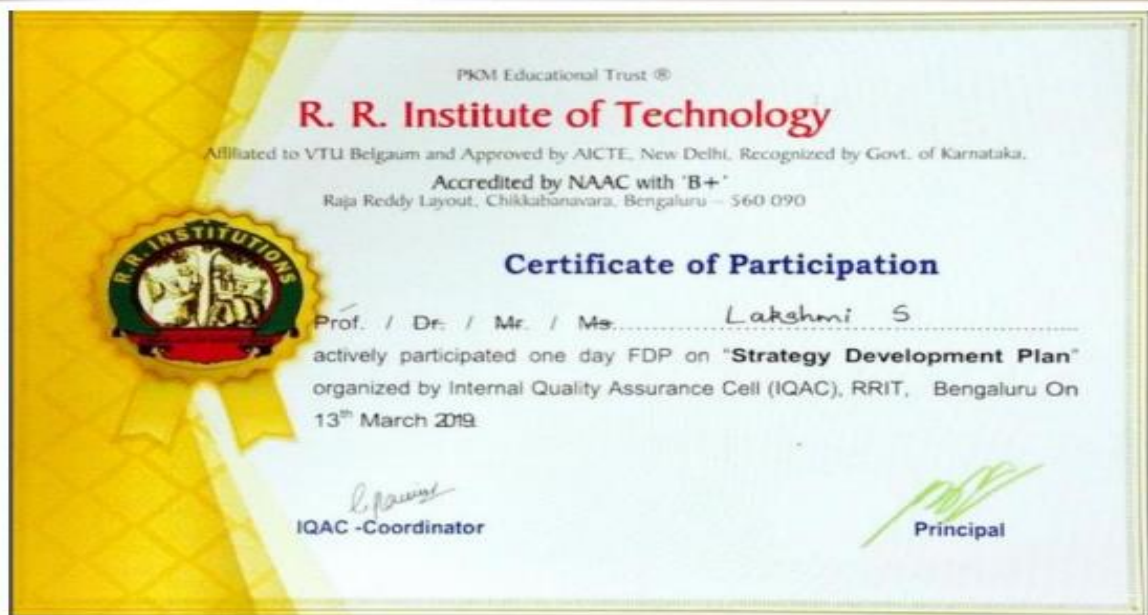 PKM Educational Trust ®
R. R. Institute of Technology
Affiliated to VTU Belgaum and Approved by AICTE, New Delhi, Recognized by Govt. of Karnataka.
Accredited by NAAC with 'B+'
Raja Reddy Layout, Chikkabanavara, Bengaluru – 560 090
R.R. INSTITUTIONS
Certificate of Participation
Prof. / Dr. / Mr. / Ms. Lakshmi S
actively participated one day FDP on "Strategy Development Plan"
organized by Internal Quality Assurance Cell (IQAC), RRIT, Bengaluru On
13th March 2019.
IQAC -Coordinator
Principal